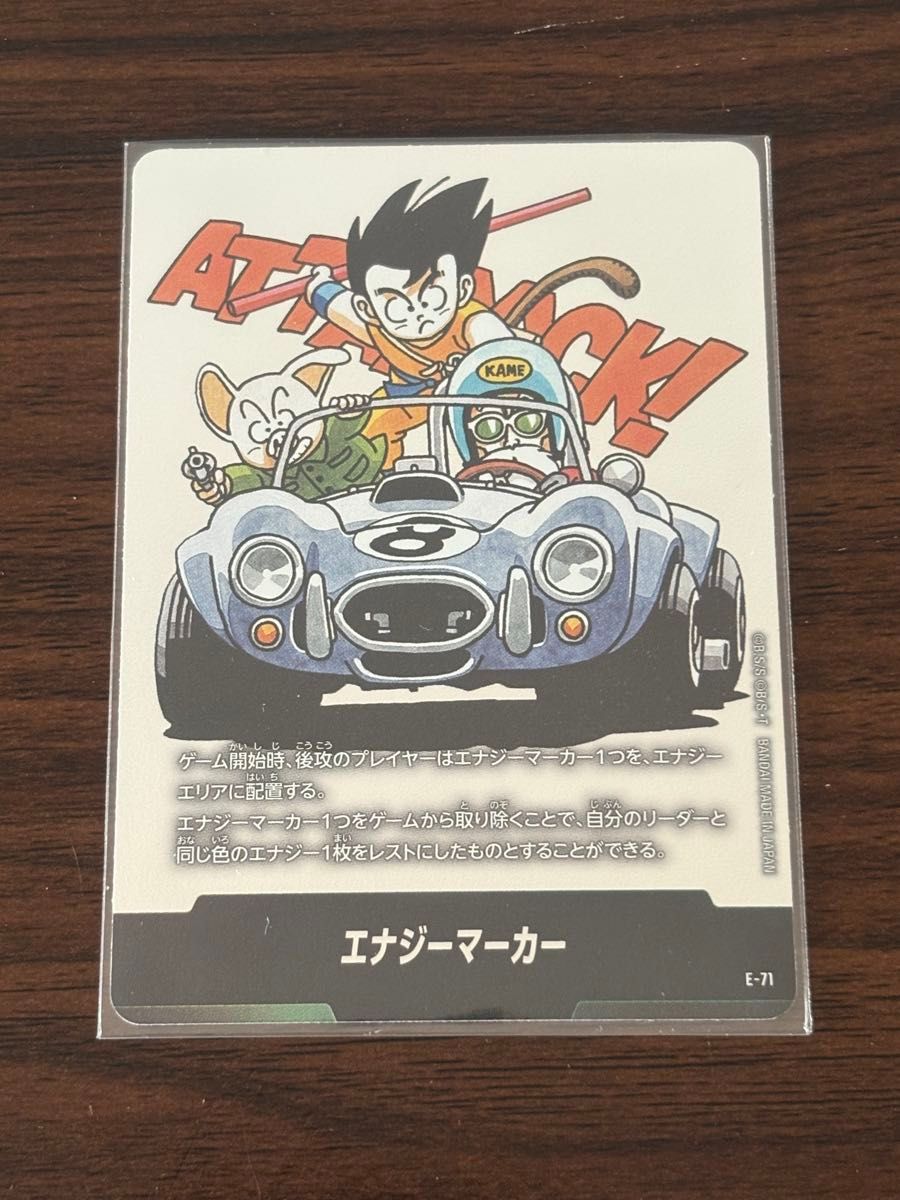 ATTACK!
KAME
8
ゲーム開始時、後攻のプレイヤーはエナジーマーカー1つを、エナジー
エリアに配置する。
エナジーマーカー1つをゲームから取り除くことで、自分のリーダーと
同じ色のエナジー1枚をレストにしたものとすることができる。
©B/S/S ©B/S・T BANDAI MADE IN JAPAN
エナジーマーカー
E-71